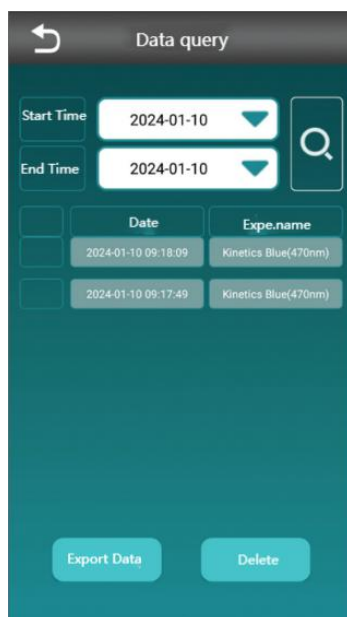 Data query
Start Time 2024-01-10
End Time 2024-01-10
Date Expe.name
2024-01-10 09:18:09 Kinetics Blue(470nm)
2024-01-10 09:17:49 Kinetics Blue(470nm)
Export Data Delete